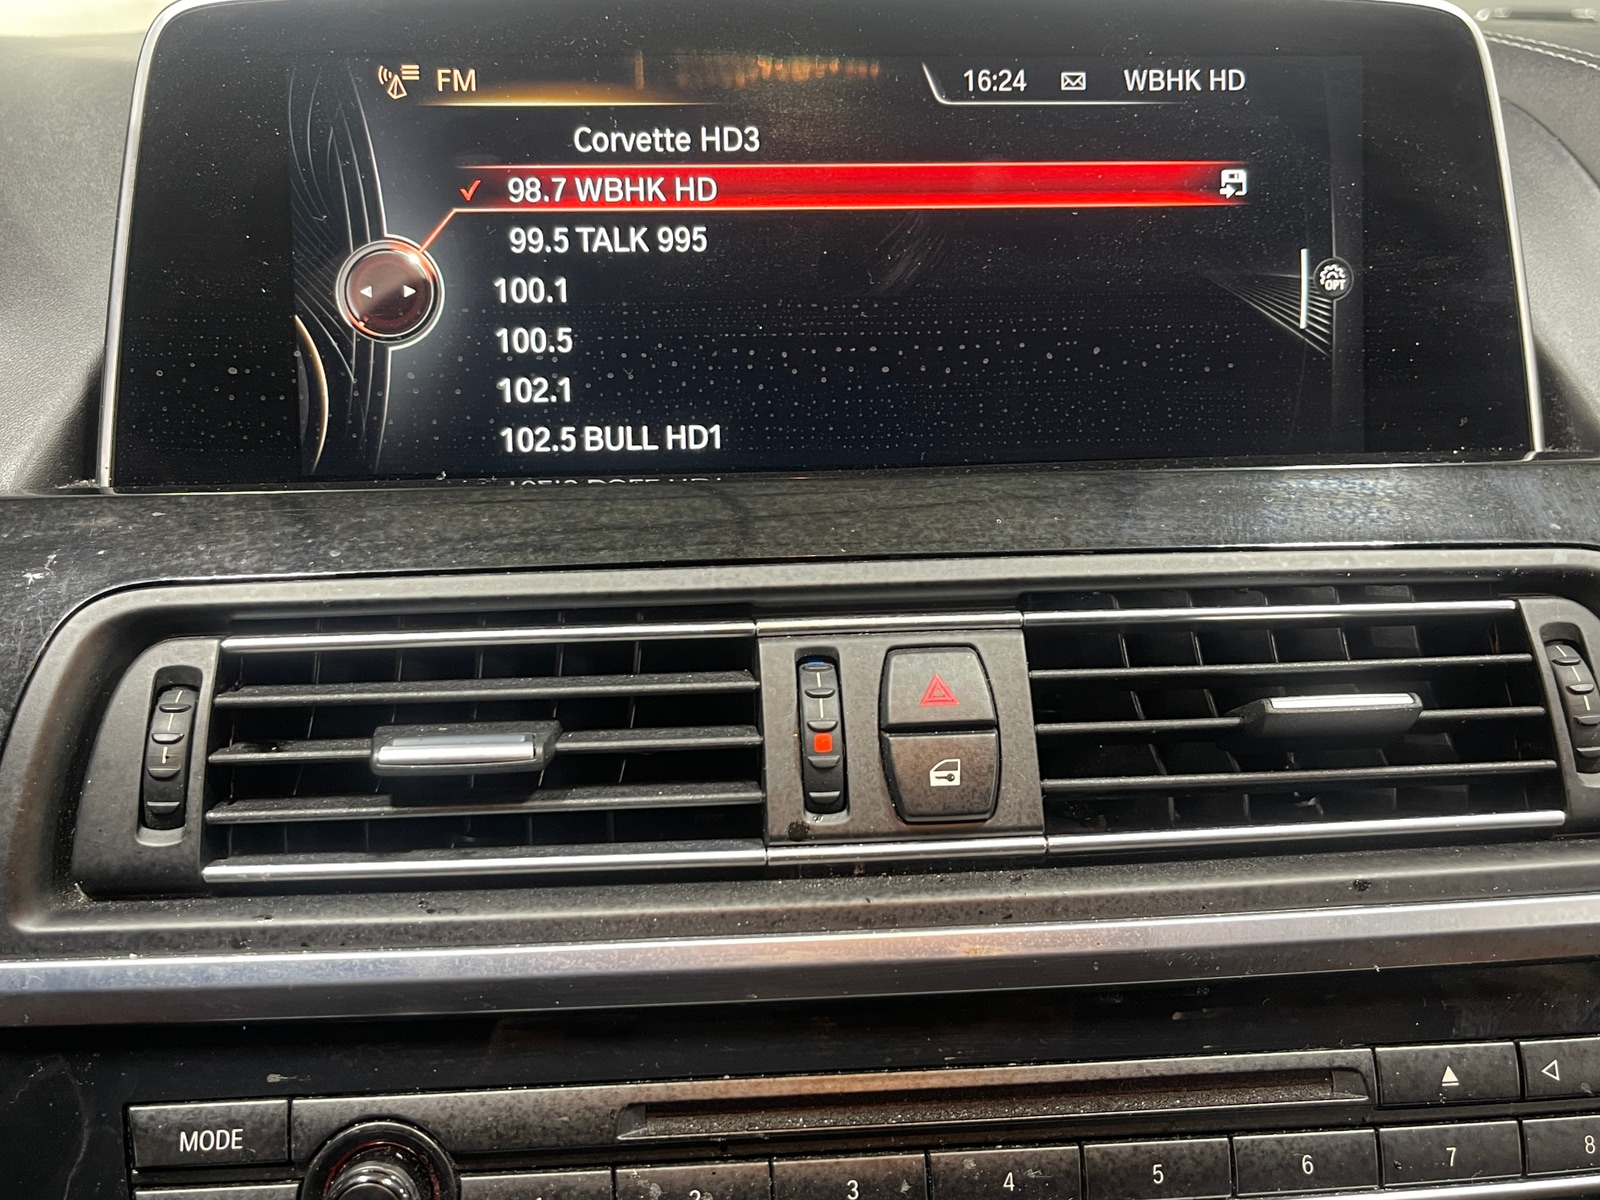 FM 16:24 WBHK HD
Corvette HD3
98.7 WBHK HD
99.5 TALK 995
100.1
100.5
102.1
102.5 BULL HD1
OPT
MODE
2 3 4 5 6 7 8